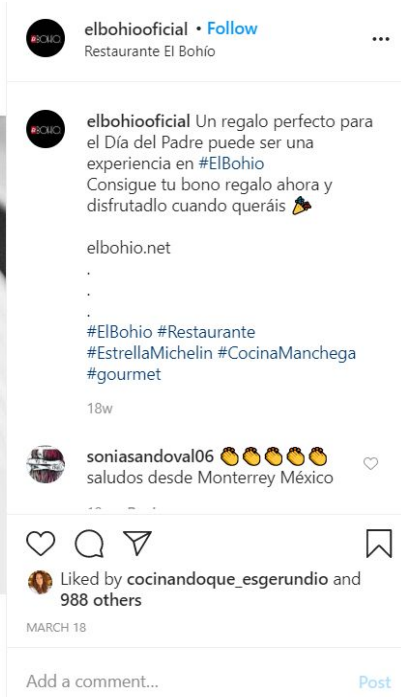 elbohiooficial • Follow
Restaurante El Bohío
elbohiooficial Un regalo perfecto para
el Día del Padre puede ser una
experiencia en #ElBohio
Consigue tu bono regalo ahora y
disfrutadlo cuando queráis 🎉
elbohio.net
.
.
.
#ElBohio #Restaurante
#EstrellaMichelin #CocinaManchega
#gourmet
18w
soniasandoval06 👏👏👏👏👏
saludos desde Monterrey México
Liked by cocinandoque_esgerundio and
988 others
MARCH 18
Add a comment...
Post